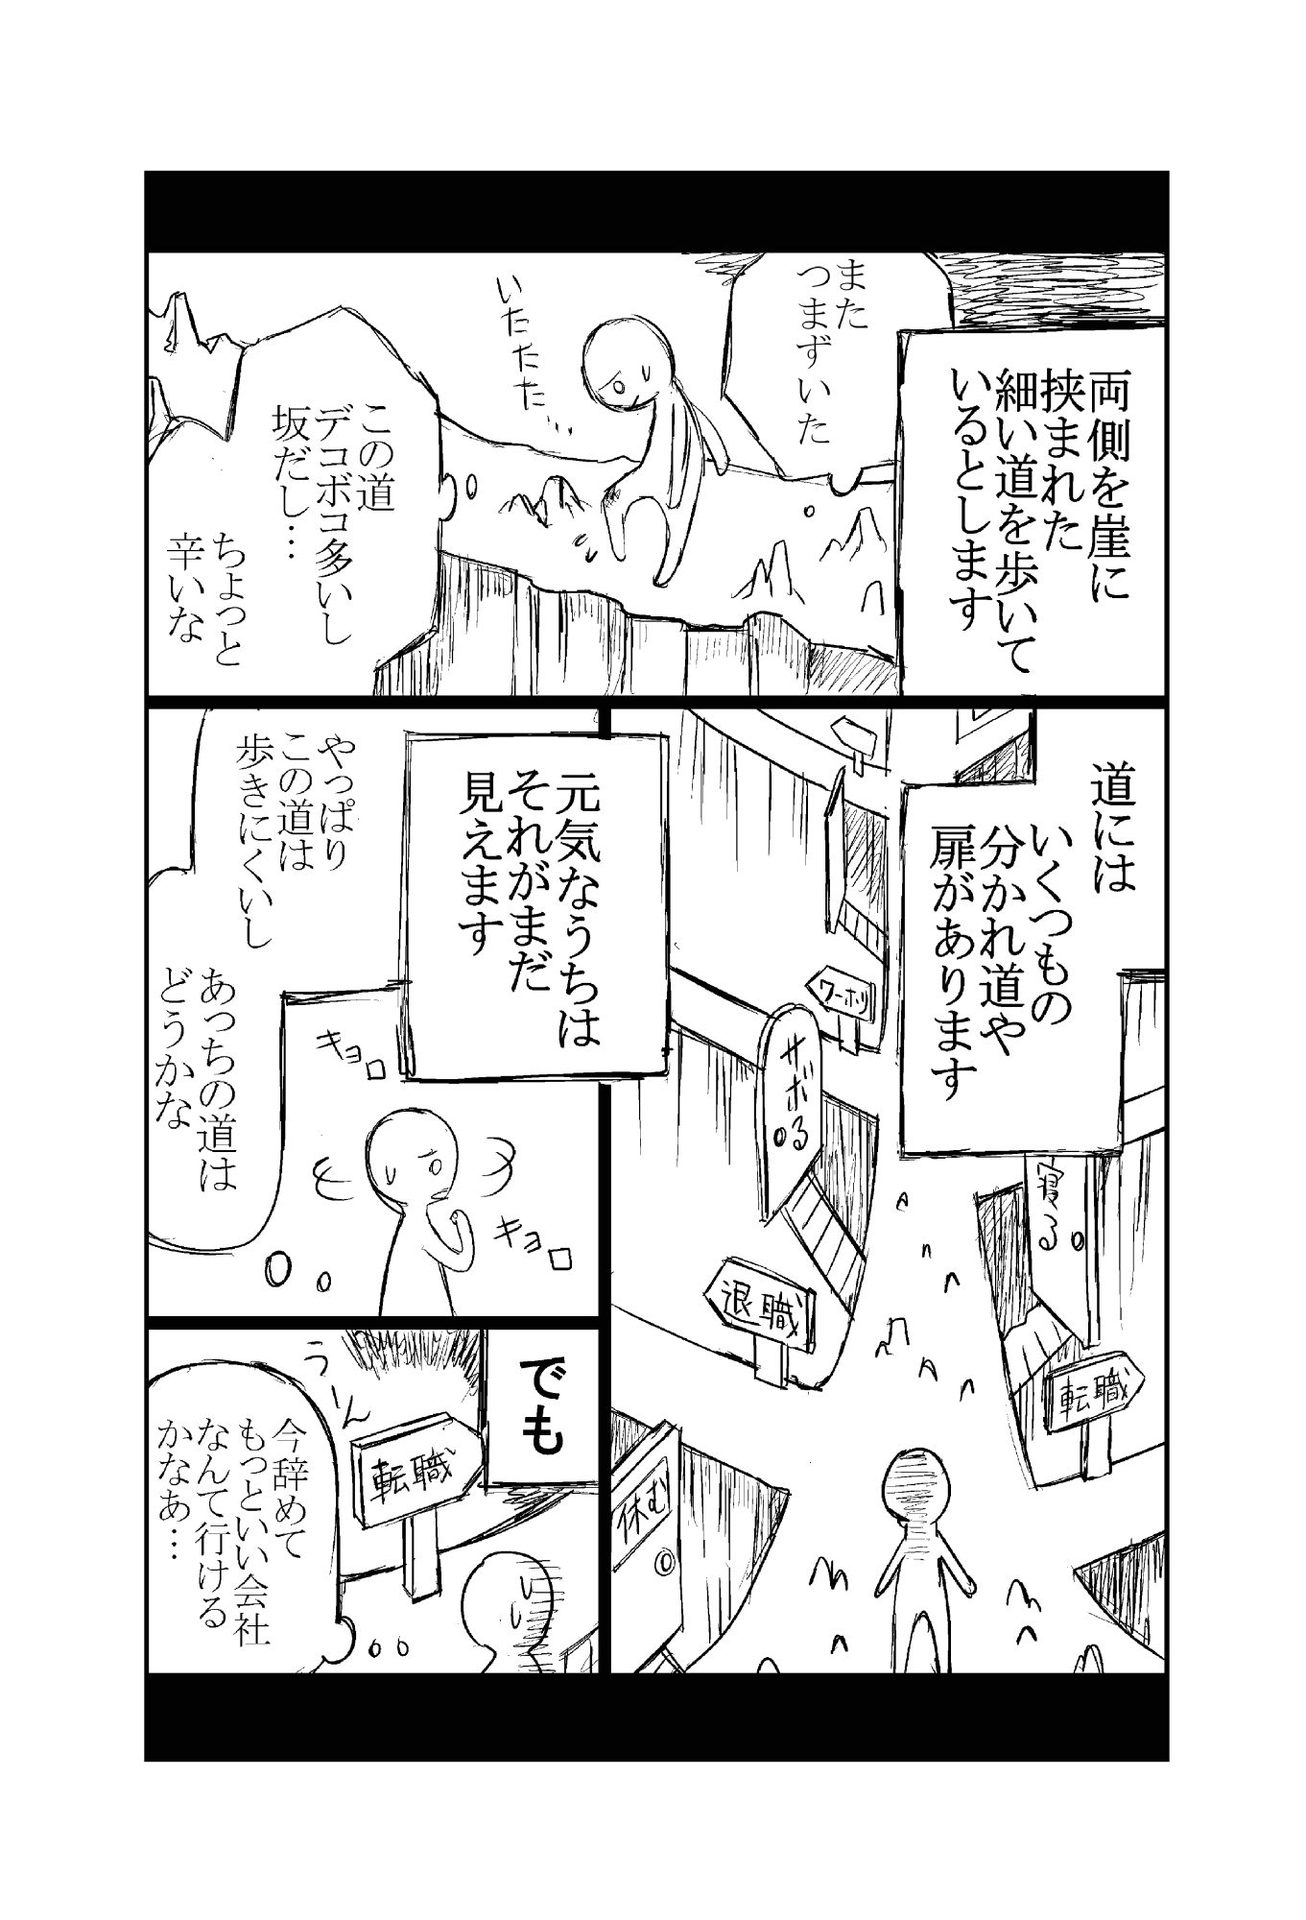 両側を崖に
挟まれた
細い道を歩いて
いるとします
また
つまずいた
いたたた…
この道
デコボコ多いし
坂だし…
ちょっと
辛いな
道には
いくつもの
分かれ道や
扉があります
ワーホリ
サボる
寝る
退職
転職
休む
元気なうちは
それがまだ
見えます
やっぱり
この道は
歩きにくいし
あっちの道は
どうかな
キョロ
キョロ
でも
うーん
転職
今辞めて
もっといい会社
なんて行ける
かなあ…